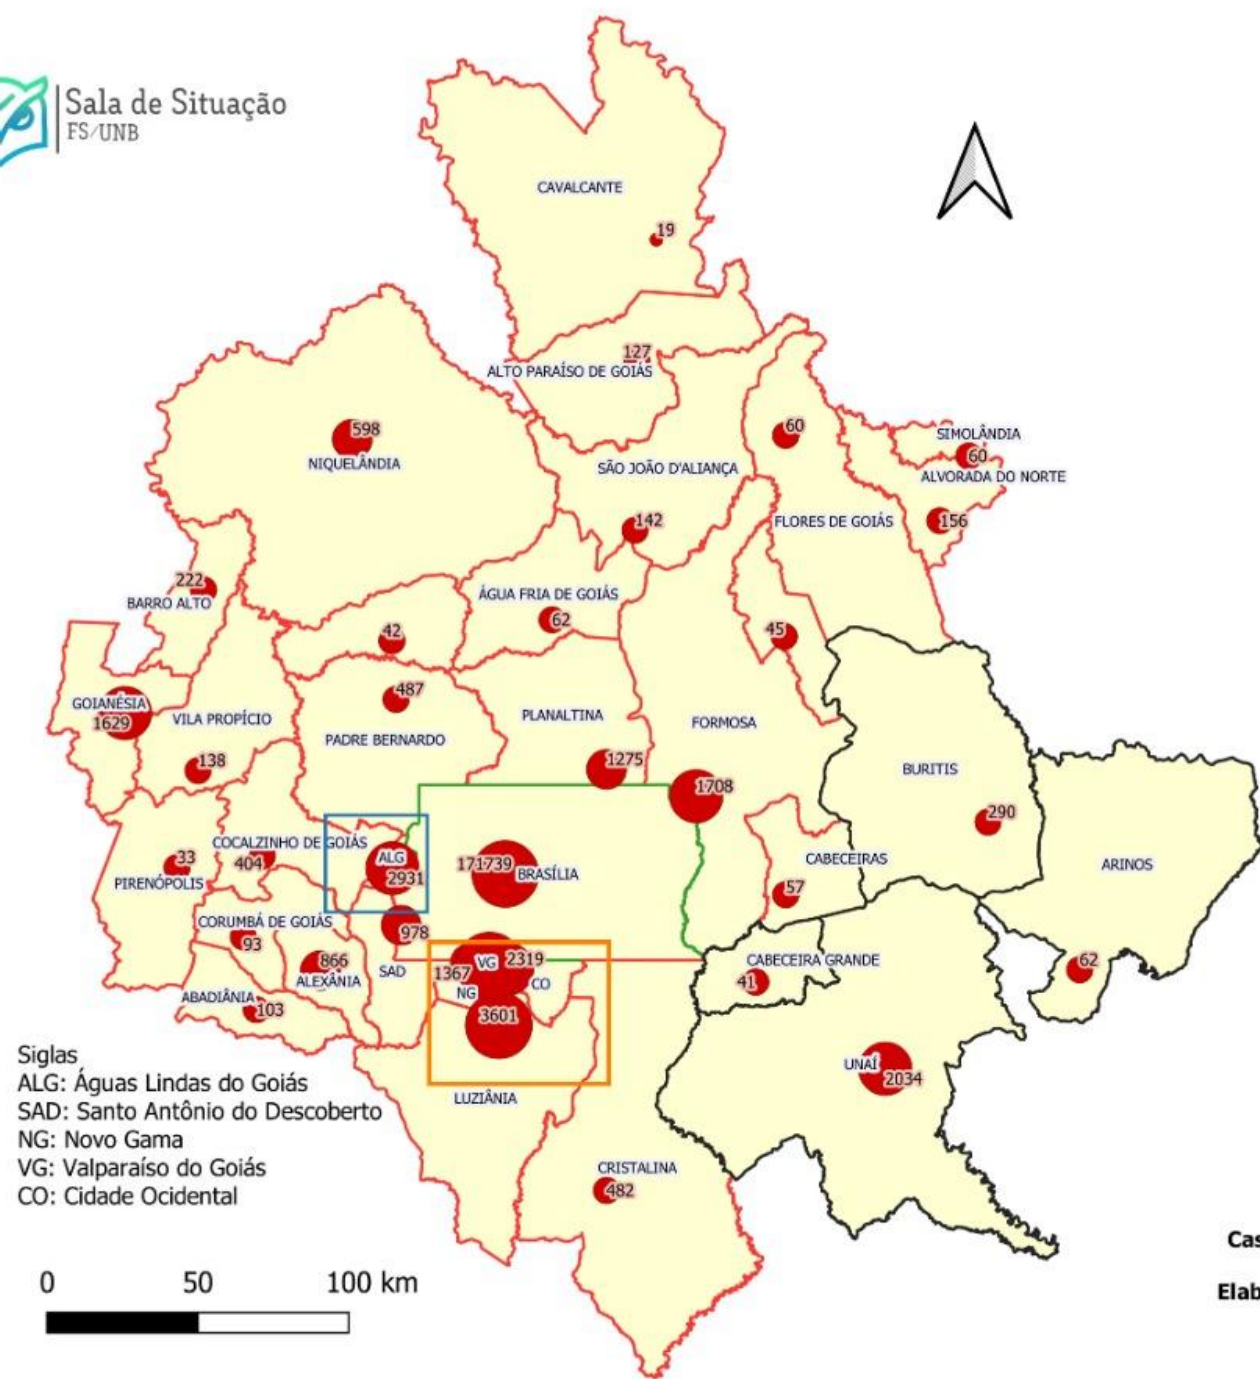 Sala de Situação
FS/UNB
CAVALCANTE
19
127
ALTO PARAÍSO DE GOIÁS
598
NIQUELÂNDIA
60
SIMOLÂNDIA
60
SÃO JOÃO D'ALIANÇA
ALVORADA DO NORTE
142
FLORES DE GOIÁS
156
222
BARRO ALTO
ÁGUA FRIA DE GOIÁS
62
42
45
GOIANÉSIA
1629
VILA PROPÍCIO
487
PADRE BERNARDO
PLANALTINA
FORMOSA
138
1275
1708
BURITIS
290
COCALZINHO DE GOIÁS
404
ALG
2931
171739
BRASÍLIA
CABECEIRAS
57
ARINOS
33
PIRENÓPOLIS
CORUMBÁ DE GOIÁS
93
978
866
ALEXÂNIA
SAD
VG
2319
1367
NG
CO
CABECEIRA GRANDE
41
62
ABADIÂNIA
103
3601
LUZIÂNIA
UNAÍ
2034
CRISTALINA
482
Siglas
ALG: Águas Lindas do Goiás
SAD: Santo Antônio do Descoberto
NG: Novo Gama
VG: Valparaíso do Goiás
CO: Cidade Ocidental
0 50 100 km
Cas
Elab